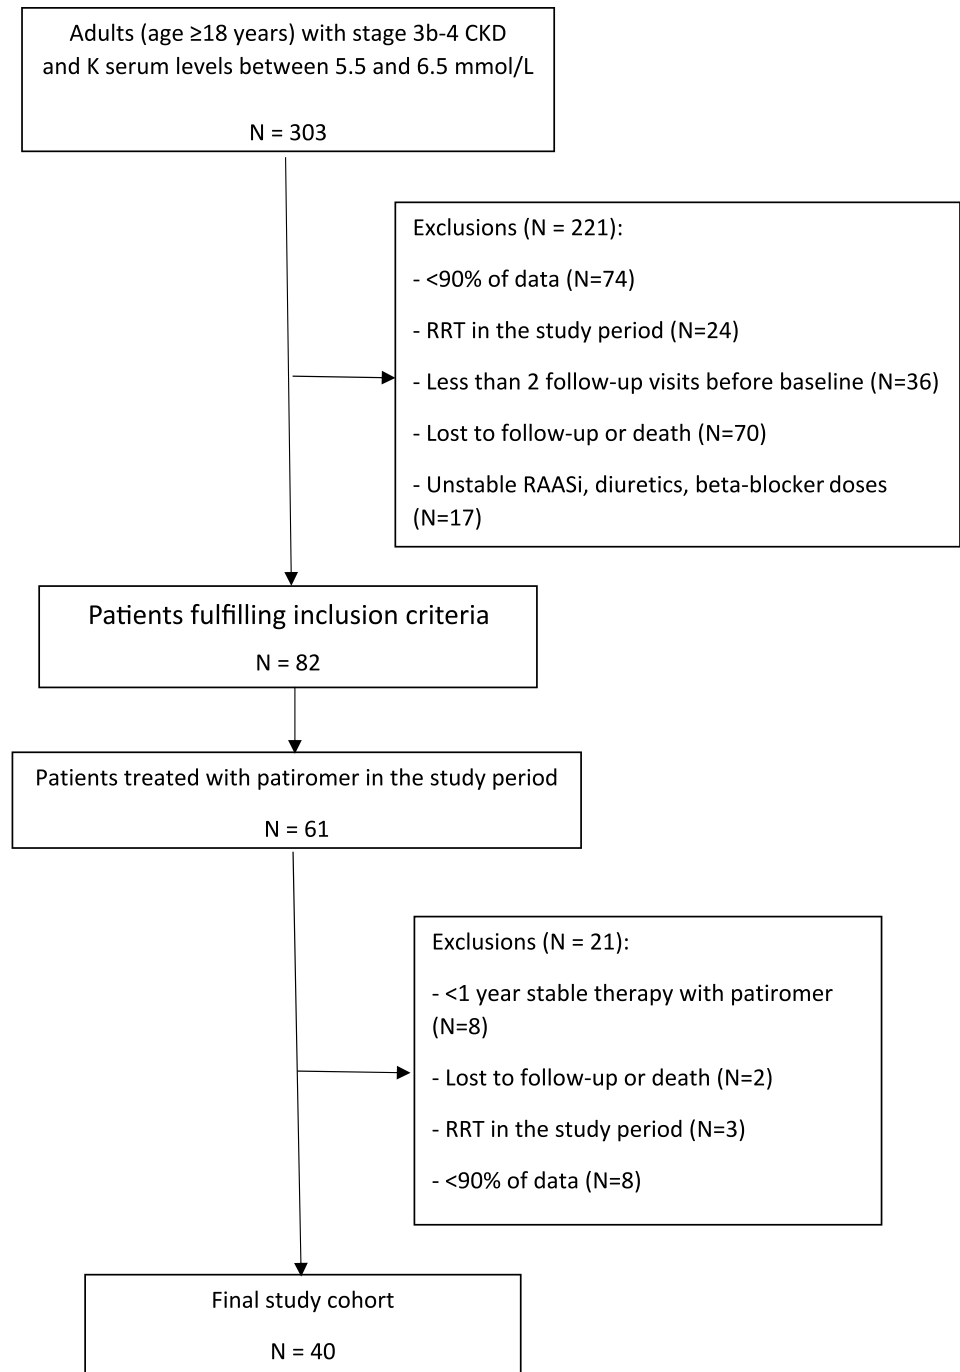 Adults (age ≥18 years) with stage 3b-4 CKD
and K serum levels between 5.5 and 6.5 mmol/L
N = 303
Exclusions (N = 221):
- <90% of data (N=74)
- RRT in the study period (N=24)
- Less than 2 follow-up visits before baseline (N=36)
- Lost to follow-up or death (N=70)
- Unstable RAASi, diuretics, beta-blocker doses
(N=17)
Patients fulfilling inclusion criteria
N = 82
Patients treated with patiromer in the study period
N = 61
Exclusions (N = 21):
- <1 year stable therapy with patiromer
(N=8)
- Lost to follow-up or death (N=2)
- RRT in the study period (N=3)
- <90% of data (N=8)
Final study cohort
N = 40